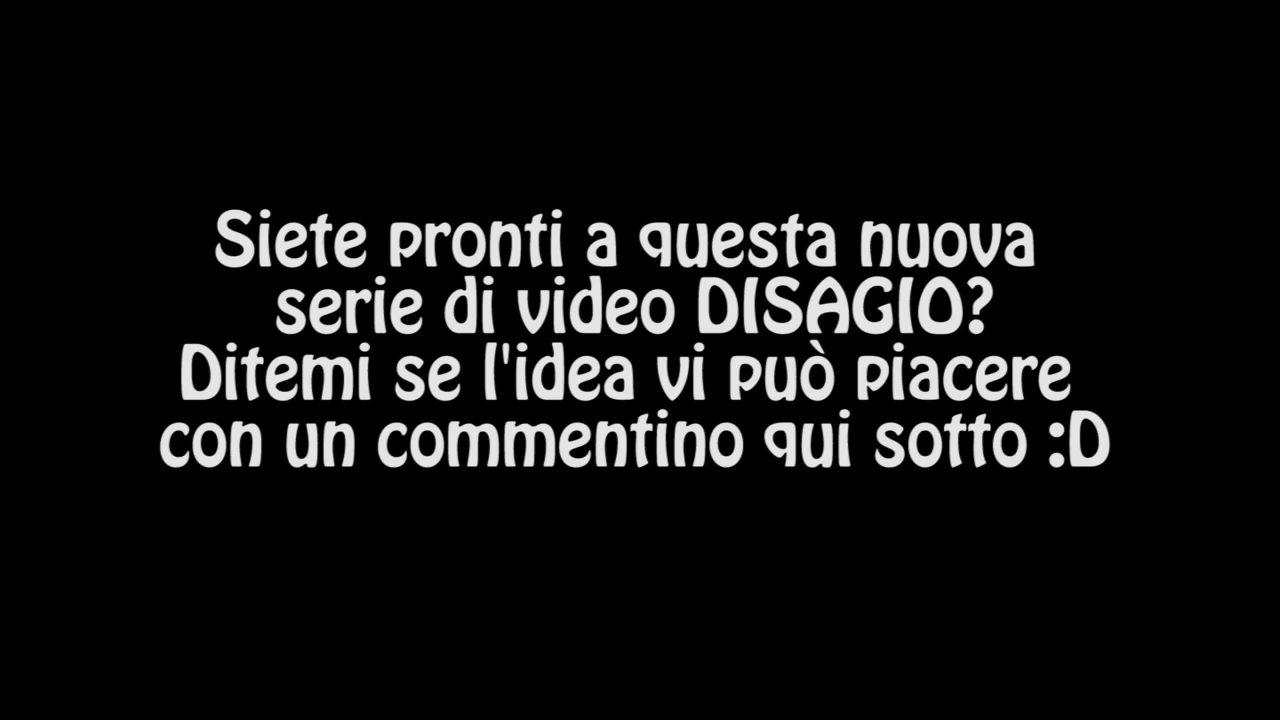 Siete pronti a questa nuova
serie di video DISAGIO?
Ditemi se l'idea vi può piacere
con un commentino qui sotto :D